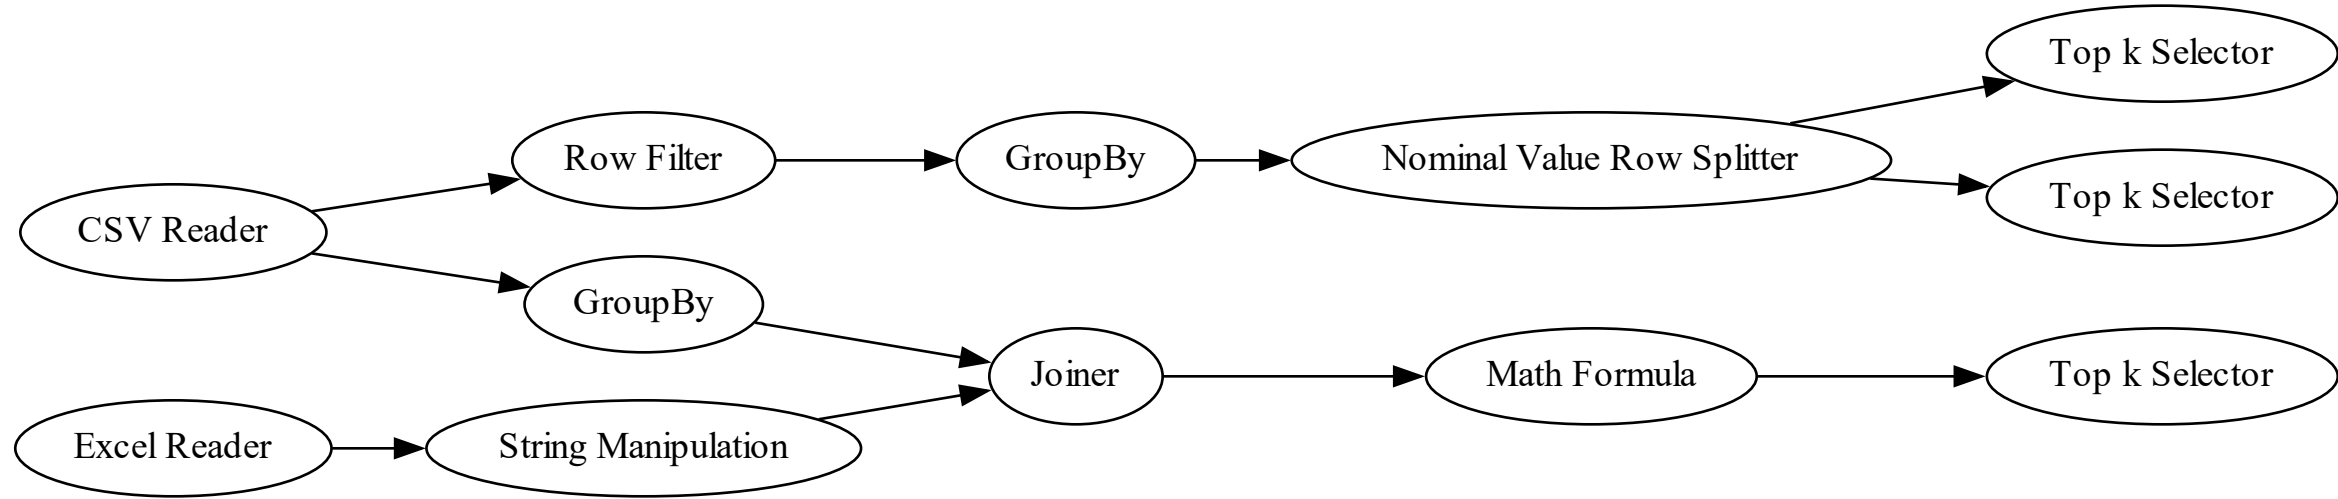 Top k Selector
Row Filter
GroupBy
Nominal Value Row Splitter
Top k Selector
CSV Reader
GroupBy
Joiner
Math Formula
Top k Selector
Excel Reader
String Manipulation